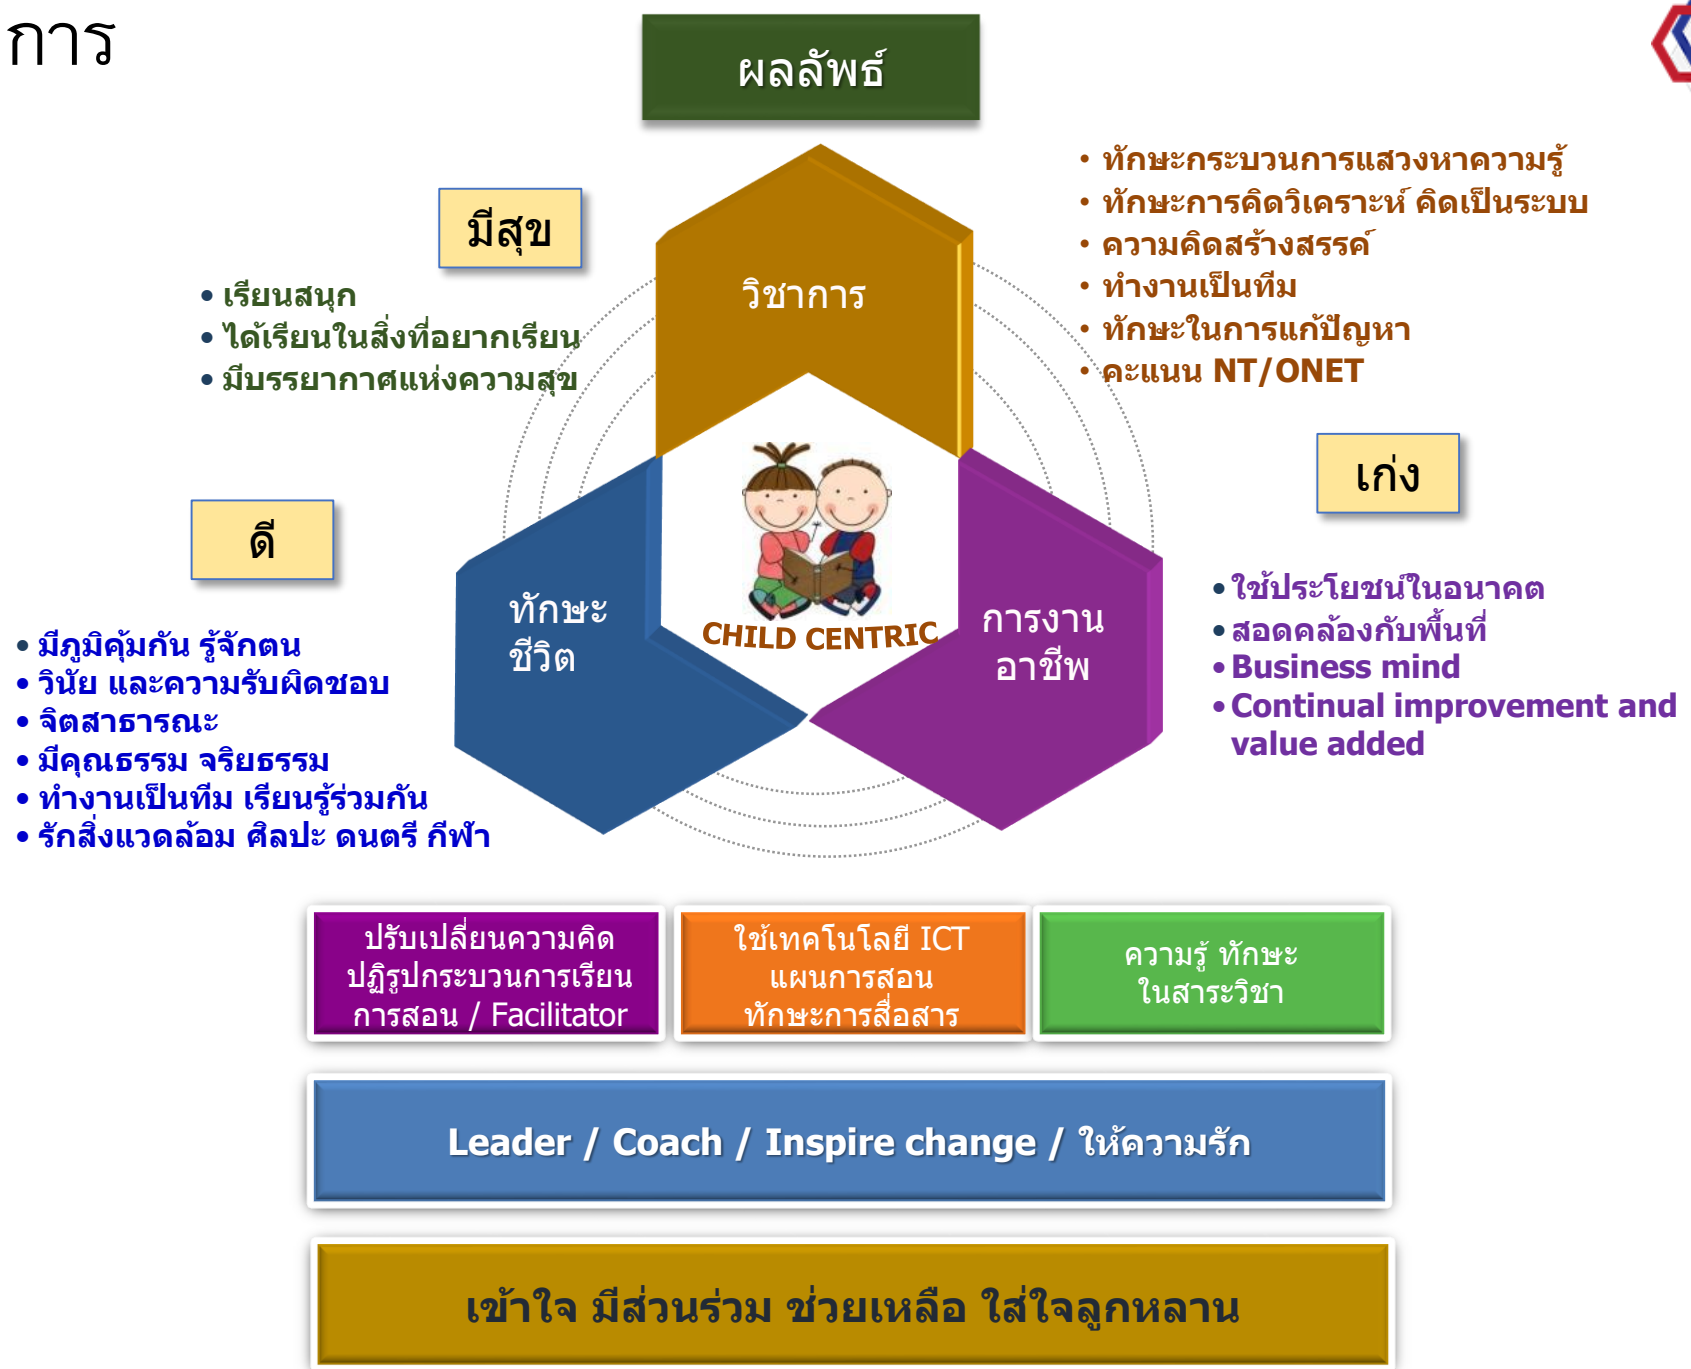 การ
ผลลัพธ์
มีสุข
• เรียนสนุก
• ได้เรียนในสิ่งที่อยากเรียน
• มีบรรยากาศแห่งความสุข
วิชาการ
• ทักษะกระบวนการแสวงหาความรู้
• ทักษะการคิดวิเคราะห์ คิดเป็นระบบ
• ความคิดสร้างสรรค์
• ทำงานเป็นทีม
• ทักษะในการแก้ปัญหา
• คะแนน NT/ONET
ดี
• มีภูมิคุ้มกัน รู้จักตน
• วินัย และความรับผิดชอบ
• จิตสาธารณะ
• มีคุณธรรม จริยธรรม
• ทำงานเป็นทีม เรียนรู้ร่วมกัน
• รักสิ่งแวดล้อม ศิลปะ ดนตรี กีฬา
ทักษะ
ชีวิต
CHILD CENTRIC
การงาน
อาชีพ
เก่ง
• ใช้ประโยชน์ในอนาคต
• สอดคล้องกับพื้นที่
• Business mind
• Continual improvement and
value added
ปรับเปลี่ยนความคิด
ปฏิรูปกระบวนการเรียน
การสอน / Facilitator
ใช้เทคโนโลยี ICT
แผนการสอน
ทักษะการสื่อสาร
ความรู้ ทักษะ
ในสาระวิชา
Leader / Coach / Inspire change / ให้ความรัก
เข้าใจ มีส่วนร่วม ช่วยเหลือ ใส่ใจลูกหลาน